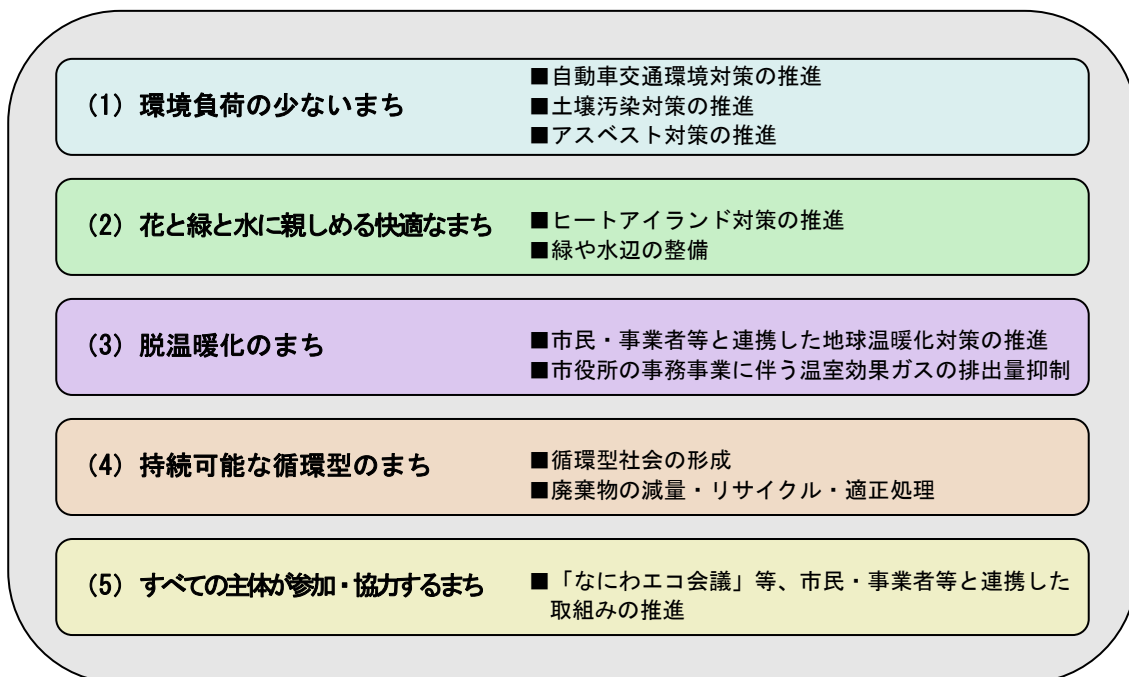 (1) 環境負荷の少ないまち
■自動車交通環境対策の推進
■土壌汚染対策の推進
■アスベスト対策の推進
(2) 花と緑と水に親しめる快適なまち
■ヒートアイランド対策の推進
■緑や水辺の整備
(3) 脱温暖化のまち
■市民・事業者等と連携した地球温暖化対策の推進
■市役所の事務事業に伴う温室効果ガスの排出量抑制
(4) 持続可能な循環型のまち
■循環型社会の形成
■廃棄物の減量・リサイクル・適正処理
(5) すべての主体が参加・協力するまち
■「なにわエコ会議」等、市民・事業者等と連携した
取組みの推進